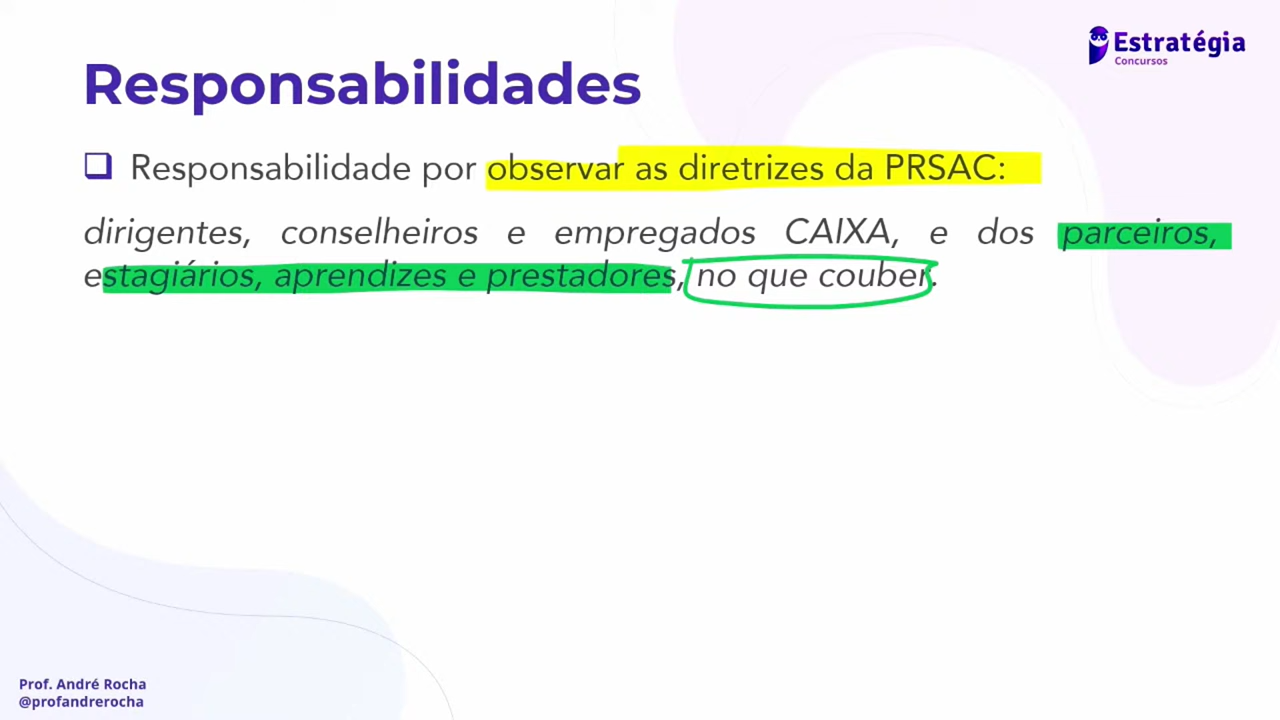 Estratégia
Concursos
Responsabilidades
Responsabilidade por observar as diretrizes da PRSAC:
dirigentes, conselheiros e empregados CAIXA, e dos parceiros,
estagiários, aprendizes e prestadores, no que couber.
Prof. André Rocha
@profandrerocha